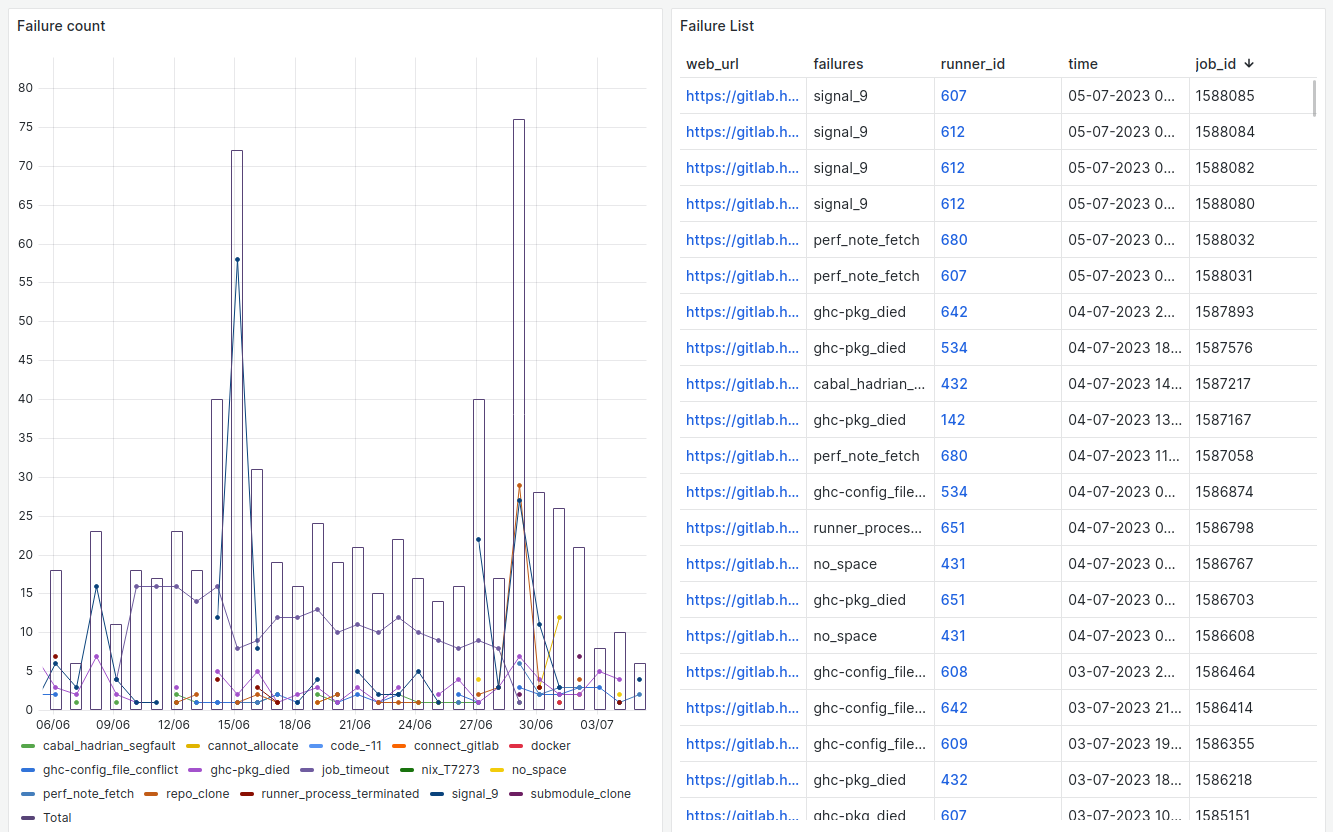 Failure count
80
75
70
65
60
55
50
45
40
35
30
25
20
15
10
5
0
06/06 09/06 12/06 15/06 18/06 21/06 24/06 27/06 30/06 03/07
cabal_hadrian_segfault cannot_allocate code_-11 connect_gitlab docker
ghc-config_file_conflict ghc-pkg_died job_timeout nix_T7273 no_space
perf_note_fetch repo_clone runner_process_terminated signal_9 submodule_clone
Total
Failure List
web_url failures runner_id time job_id
https://gitlab.h... signal_9 607 05-07-2023 0... 1588085
https://gitlab.h... signal_9 612 05-07-2023 0... 1588084
https://gitlab.h... signal_9 612 05-07-2023 0... 1588082
https://gitlab.h... signal_9 612 05-07-2023 0... 1588080
https://gitlab.h... perf_note_fetch 680 05-07-2023 0... 1588032
https://gitlab.h... perf_note_fetch 607 05-07-2023 0... 1588031
https://gitlab.h... ghc-pkg_died 642 04-07-2023 2... 1587893
https://gitlab.h... ghc-pkg_died 534 04-07-2023 18... 1587576
https://gitlab.h... cabal_hadrian_... 432 04-07-2023 14... 1587217
https://gitlab.h... ghc-pkg_died 142 04-07-2023 13... 1587167
https://gitlab.h... perf_note_fetch 680 04-07-2023 11... 1587058
https://gitlab.h... ghc-config_file... 534 04-07-2023 0... 1586874
https://gitlab.h... runner_proces... 651 04-07-2023 0... 1586798
https://gitlab.h... no_space 431 04-07-2023 0... 1586767
https://gitlab.h... ghc-pkg_died 651 04-07-2023 0... 1586703
https://gitlab.h... no_space 431 04-07-2023 0... 1586608
https://gitlab.h... ghc-config_file... 608 03-07-2023 2... 1586464
https://gitlab.h... ghc-config_file... 642 03-07-2023 21... 1586414
https://gitlab.h... ghc-config_file... 609 03-07-2023 19... 1586355
https://gitlab.h... ghc-pkg_died 432 03-07-2023 18... 1586218
https://gitlab.h... ghc-pkg_died 607 03-07-2023 10... 1585151